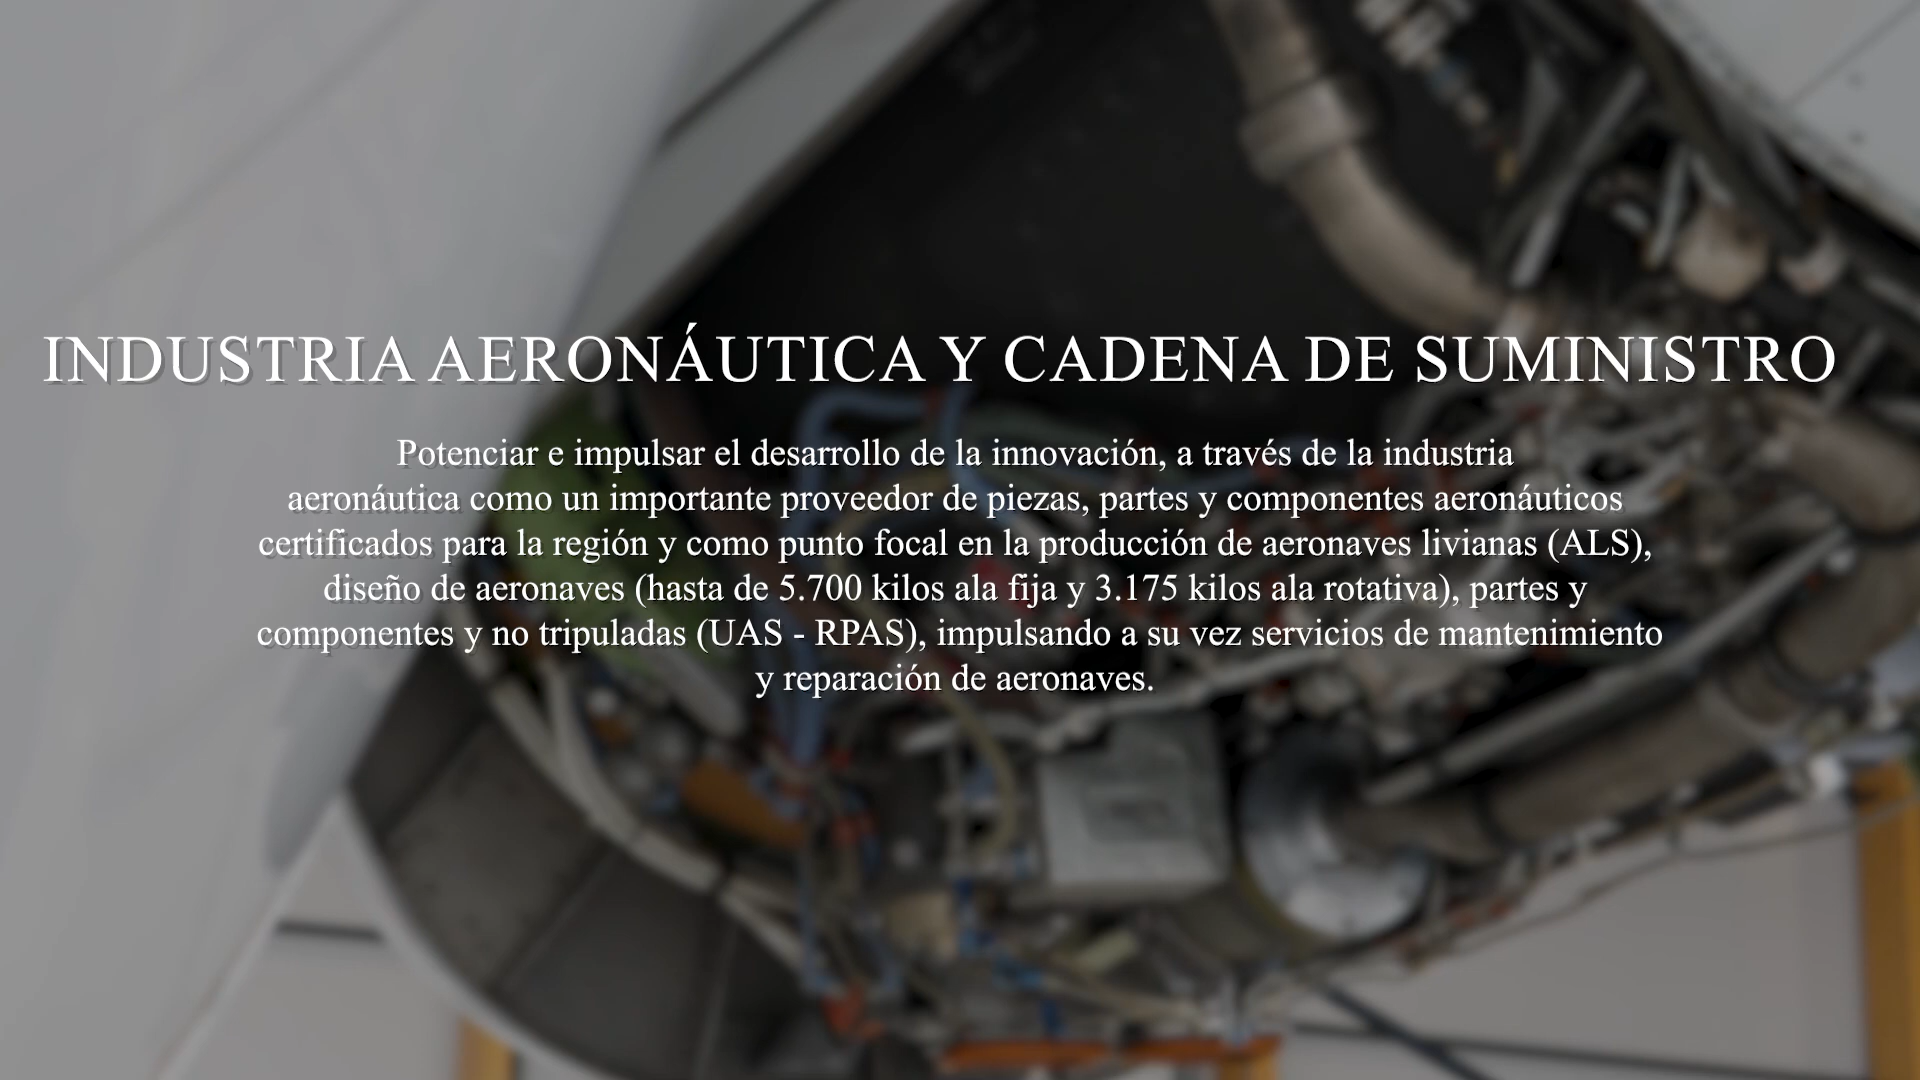 INDUSTRIA AERONÁUTICA Y CADENA DE SUMINISTRO
Potenciar e impulsar el desarrollo de la innovación, a través de la industria
aeronáutica como un importante proveedor de piezas, partes y componentes aeronáuticos
certificados para la región y como punto focal en la producción de aeronaves livianas (ALS),
diseño de aeronaves (hasta de 5.700 kilos ala fija y 3.175 kilos ala rotativa), partes y
componentes y no tripuladas (UAS - RPAS), impulsando a su vez servicios de mantenimiento
y reparación de aeronaves.